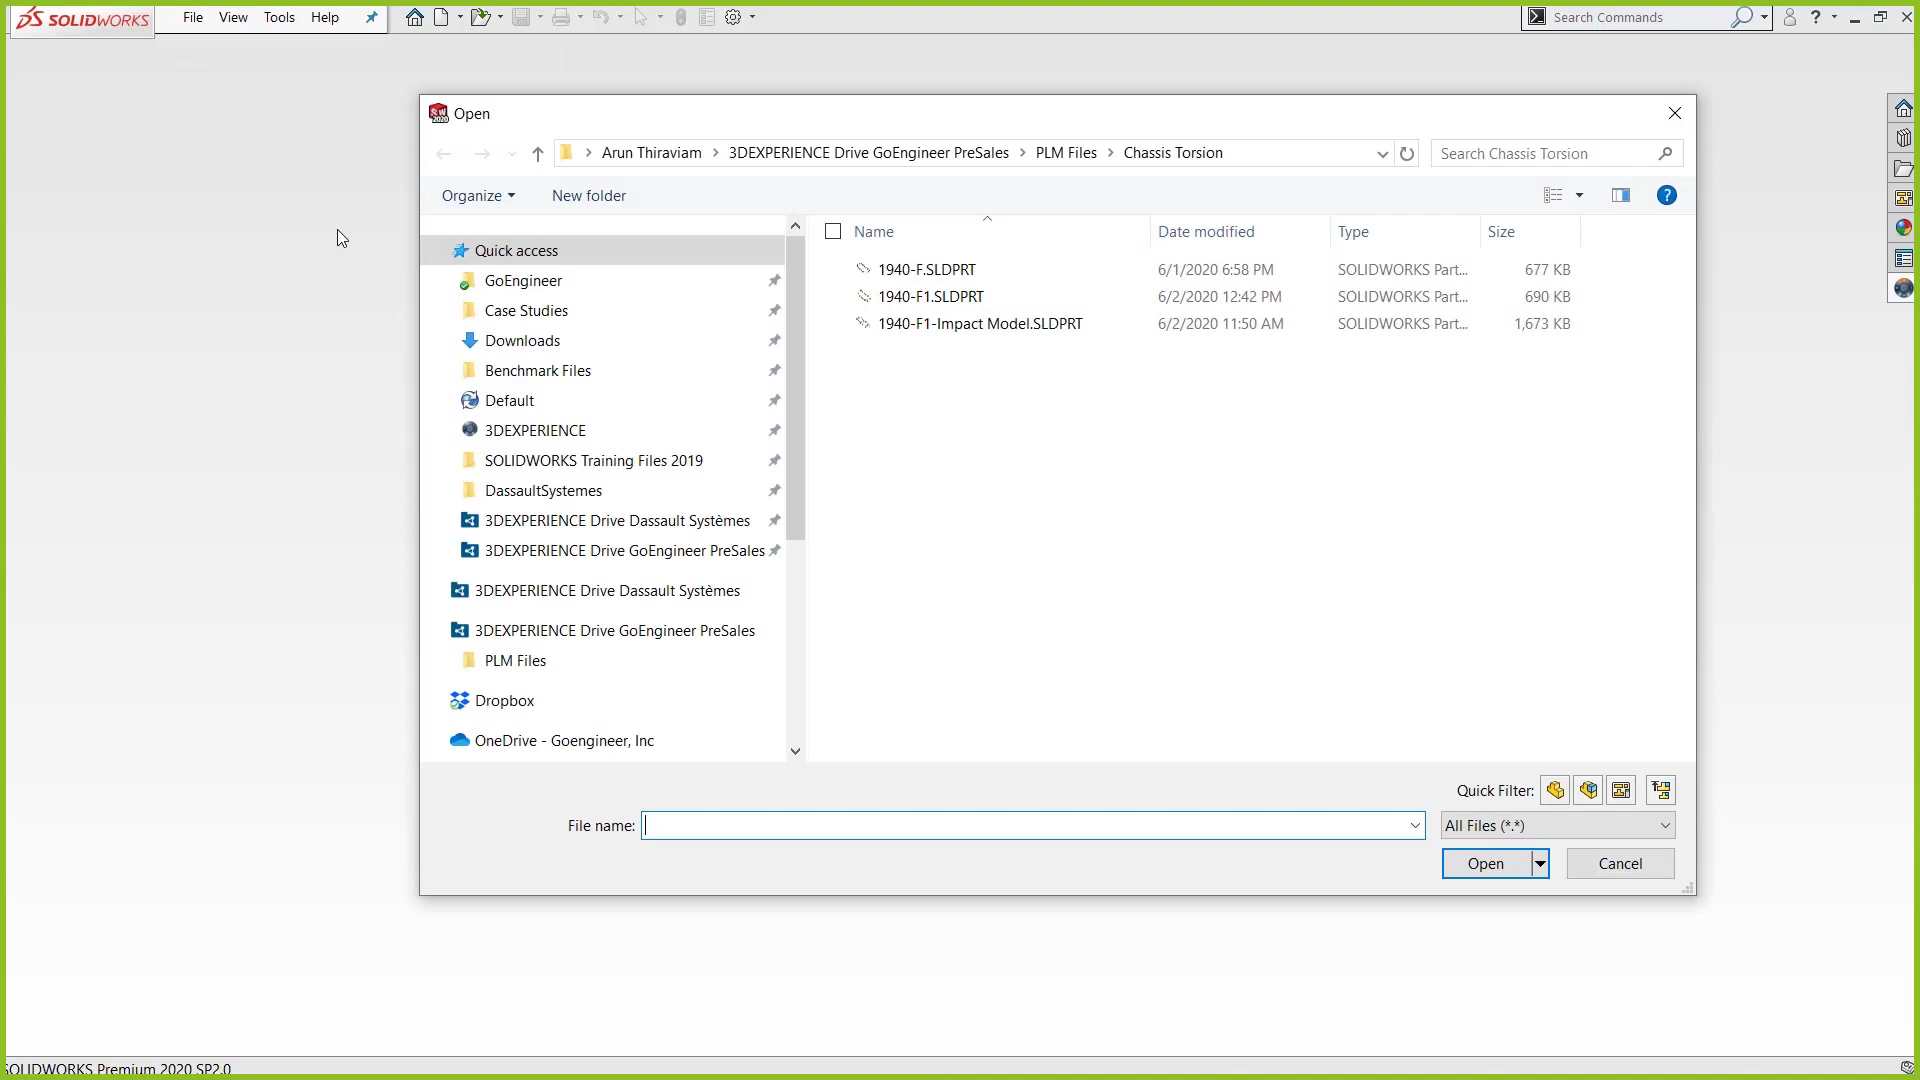 SOLIDWORKS File View Tools Help Search Commands ?
Open
Arun Thiraviam > 3DEXPERIENCE Drive GoEngineer PreSales > PLM Files > Chassis Torsion
Search Chassis Torsion
Organize New folder ?
Name Date modified Type Size
Quick access
GoEngineer
Case Studies
Downloads
Benchmark Files
Default
3DEXPERIENCE
SOLIDWORKS Training Files 2019
DassaultSystemes
3DEXPERIENCE Drive Dassault Systèmes
3DEXPERIENCE Drive GoEngineer PreSales
3DEXPERIENCE Drive Dassault Systèmes
3DEXPERIENCE Drive GoEngineer PreSales
PLM Files
Dropbox
OneDrive - Goengineer, Inc
1940-F.SLDPRT 6/1/2020 6:58 PM SOLIDWORKS Part... 677 KB
1940-F1.SLDPRT 6/2/2020 12:42 PM SOLIDWORKS Part... 690 KB
1940-F1-Impact Model.SLDPRT 6/2/2020 11:50 AM SOLIDWORKS Part... 1,673 KB
Quick Filter:
File name: All Files (*.*)
Open Cancel
SOLIDWORKS Premium 2020 SP2.0